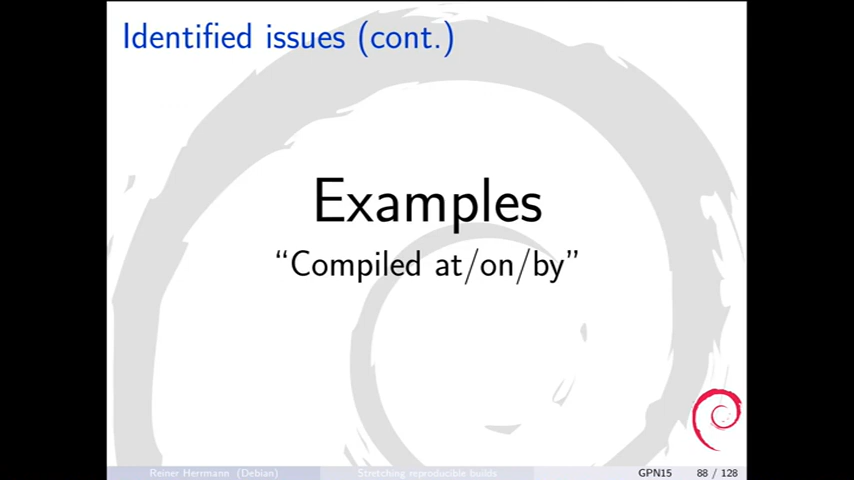 Identified issues (cont.)
Examples
“Compiled at/on/by”
Reiner Herrmann (Debian) Stretching reproducible builds GPN15 88 / 128